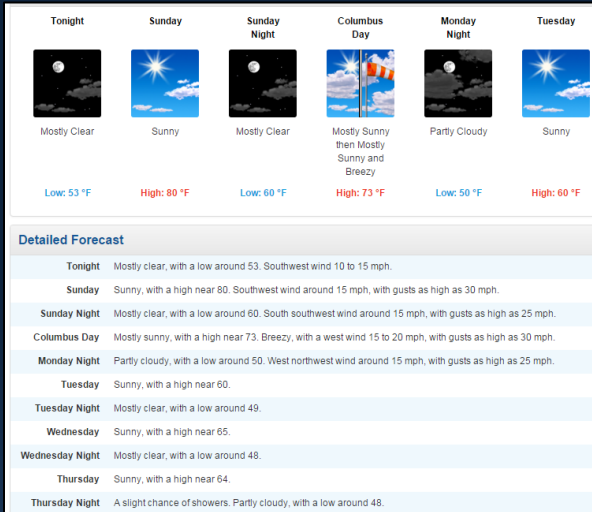 Tonight
Sunday
Sunday
Night
Columbus
Day
Monday
Night
Tuesday
Mostly Clear
Sunny
Mostly Clear
Mostly Sunny
then Mostly
Sunny and
Breezy
Partly Cloudy
Sunny
Low: 53 °F
High: 80 °F
Low: 60 °F
High: 73 °F
Low: 50 °F
High: 60 °F
Detailed Forecast
Tonight Mostly clear, with a low around 53. Southwest wind 10 to 15 mph.
Sunday Sunny, with a high near 80. Southwest wind around 15 mph, with gusts as high as 30 mph.
Sunday Night Mostly clear, with a low around 60. South southwest wind around 15 mph, with gusts as high as 25 mph.
Columbus Day Mostly sunny, with a high near 73. Breezy, with a west wind 15 to 20 mph, with gusts as high as 30 mph.
Monday Night Partly cloudy, with a low around 50. West northwest wind around 15 mph, with gusts as high as 25 mph.
Tuesday Sunny, with a high near 60.
Tuesday Night Mostly clear, with a low around 49.
Wednesday Sunny, with a high near 65.
Wednesday Night Mostly clear, with a low around 48.
Thursday Sunny, with a high near 64.
Thursday Night A slight chance of showers. Partly cloudy, with a low around 48.